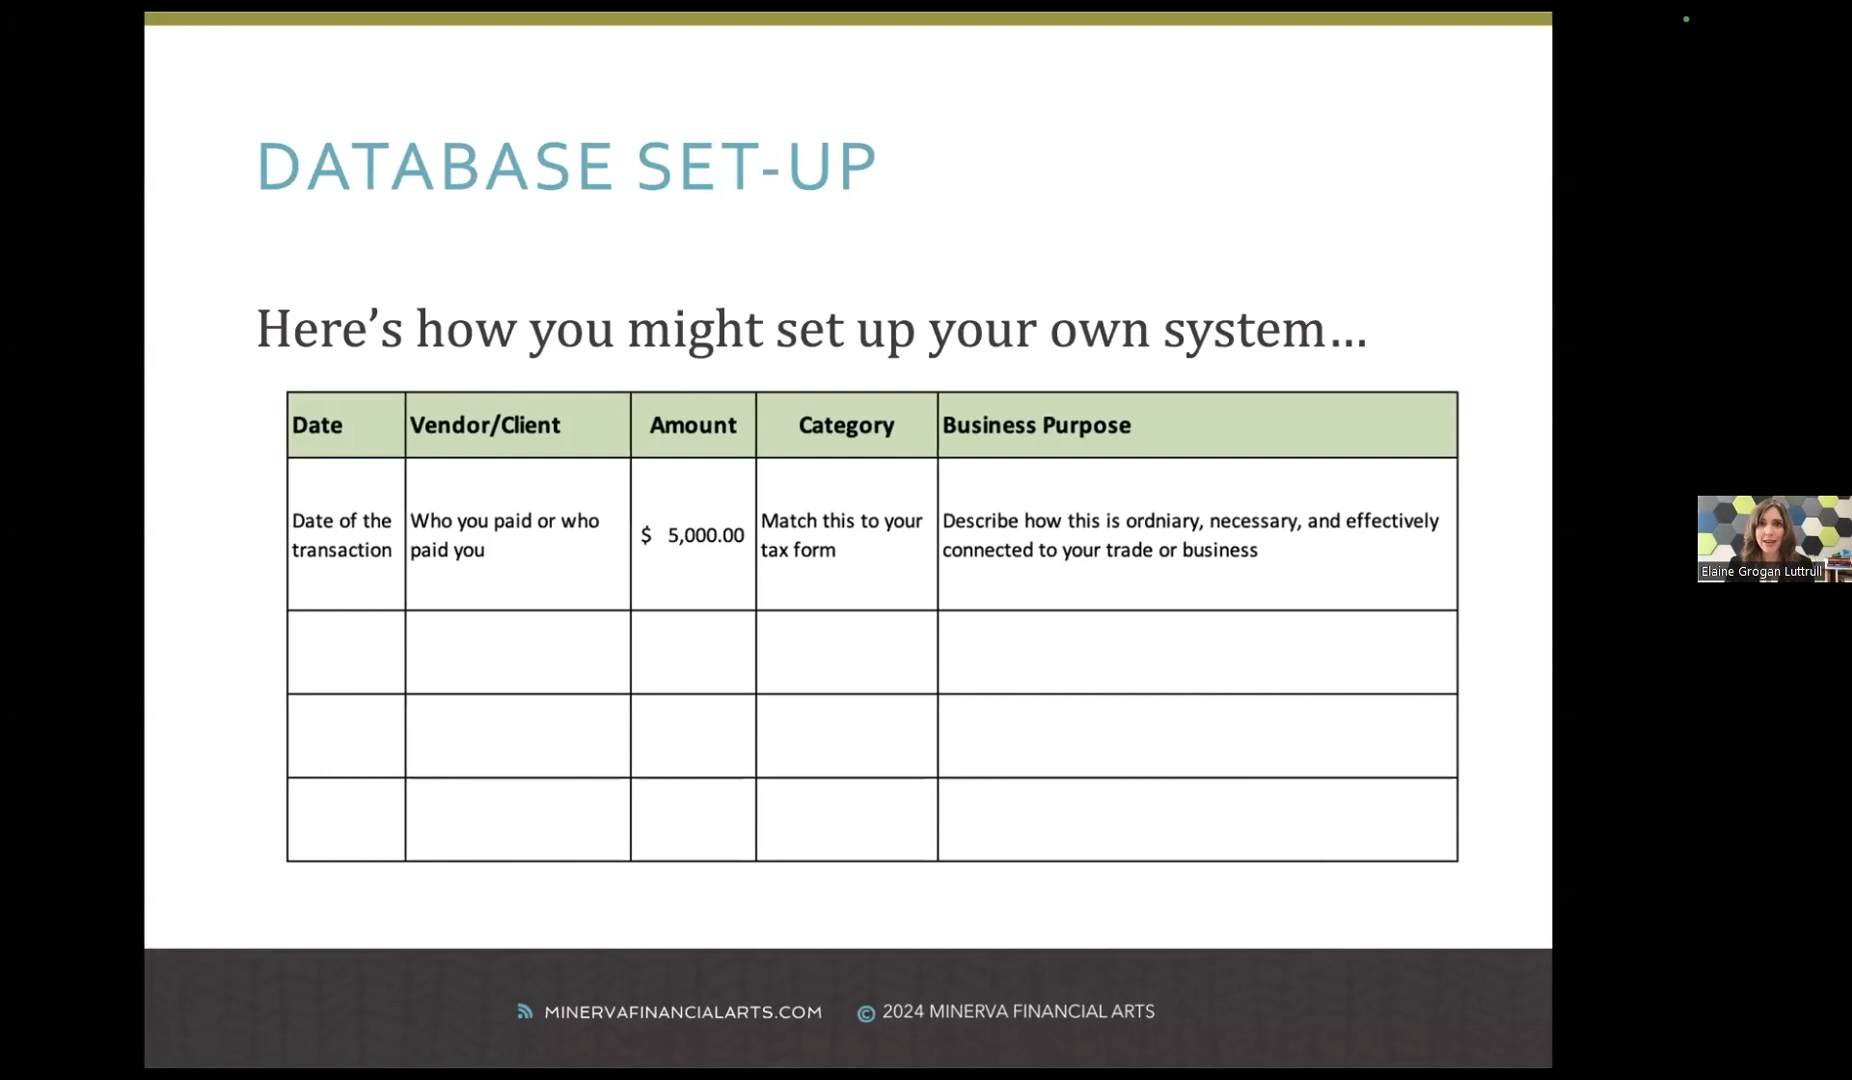 DATABASE SET-UP
Here's how you might set up your own system...
Date
Vendor/Client
Amount
Category
Business Purpose
Date of the
transaction
Who you paid or who
paid you
$ 5,000.00
Match this to your
tax form
Describe how this is ordniary, necessary, and effectively
connected to your trade or business
Elaine Grogan Luttrull
MINERVAFINANCIALARTS.COM
© 2024 MINERVA FINANCIAL ARTS